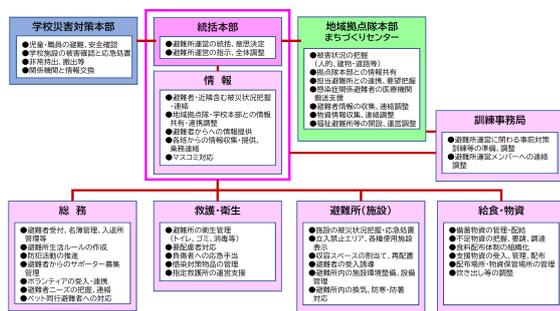 学校災害対策本部
●児童・職員の避難、安全確認
●学校施設の被害確認と応急処置
●非常持出、搬出等
●関係機関と情報交換
統括本部
●避難所運営の統括、意思決定
●避難所運営の指示、全体調整
地域拠点隊本部
まちづくりセンター
●被害状況の把握
(人的、建物・道路等)
●拠点隊本部との情報共有
●担当避難所との連携、要望把握
●感染症関係避難者の医療機関
搬送支援
●避難者情報の収集、連絡調整
●物資情報収集、連絡調整
●福祉避難所等の開設、運営調整
情報
●避難者・近隣含む被災状況把握
・連絡
●地域拠点隊・学校本部との情報
共有・連携調整
●避難者からへの情報提供
●各班からの情報収集・提供、
業務連絡
●マスコミ対応
訓練事務局
●避難所運営に関わる事前対策
訓練等の準備、調整
●避難所運営メンバーへの連絡
調整
総務
●避難者受付、名簿管理、入退所
管理等
●避難所生活ルールの作成
●防犯活動の推進
●避難者からのサポーター募集
管理
●ボランティアの受入・連携
●避難者ニーズの把握、連絡
●ペット同行避難者への対応
救護・衛生
●避難所の衛生管理
(トイレ、ゴミ、消毒等)
●要配慮者対応
●負傷者への応急手当
●感染対策物品の管理
●指定救護所の運営支援
避難所(施設)
●施設の被災状況把握・応急処置
●立入禁止エリア、各種使用施設
表示
●収容スペースの割当て、再配置
●避難者の受入誘導
●避難所内の施設環境整備、設備
管理
●避難所内の換気、防寒・防暑
対応
給食・物資
●備蓄物資の管理・配給
●不足物資の把握、要請、調達
●食料配布体制の組織化
●支援物資の受入、管理、配布
●配布場所・物資保管場所の管理
●炊き出し等の調整